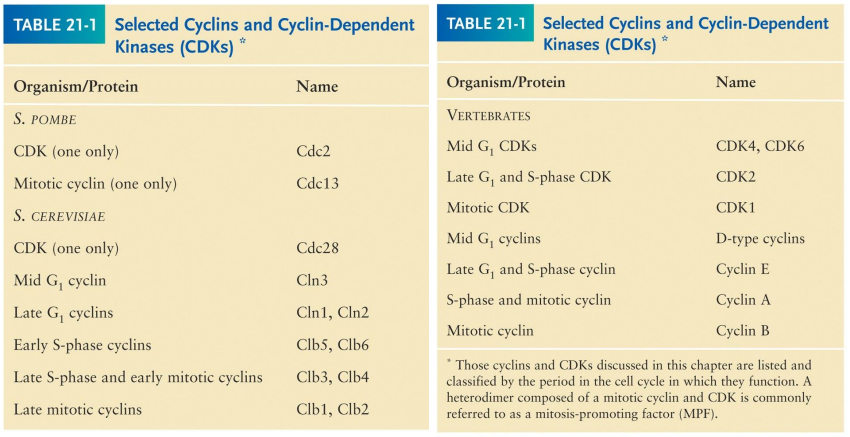 TABLE 21-1 Selected Cyclins and Cyclin-Dependent
Kinases (CDKs) *
Organism/Protein Name
S. POMBE
CDK (one only) Cdc2
Mitotic cyclin (one only) Cdc13
S. CEREVISIAE
CDK (one only) Cdc28
Mid G₁ cyclin Cln3
Late G₁ cyclins Cln1, Cln2
Early S-phase cyclins Clb5, Clb6
Late S-phase and early mitotic cyclins Clb3, Clb4
Late mitotic cyclins Clb1, Clb2
TABLE 21-1 Selected Cyclins and Cyclin-Dependent
Kinases (CDKs) *
Organism/Protein Name
VERTEBRATES
Mid G₁ CDKs CDK4, CDK6
Late G₁ and S-phase CDK CDK2
Mitotic CDK CDK1
Mid G₁ cyclins D-type cyclins
Late G₁ and S-phase cyclin Cyclin E
S-phase and mitotic cyclin Cyclin A
Mitotic cyclin Cyclin B
* Those cyclins and CDKs discussed in this chapter are listed and
classified by the period in the cell cycle in which they function. A
heterodimer composed of a mitotic cyclin and CDK is commonly
referred to as a mitosis-promoting factor (MPF).